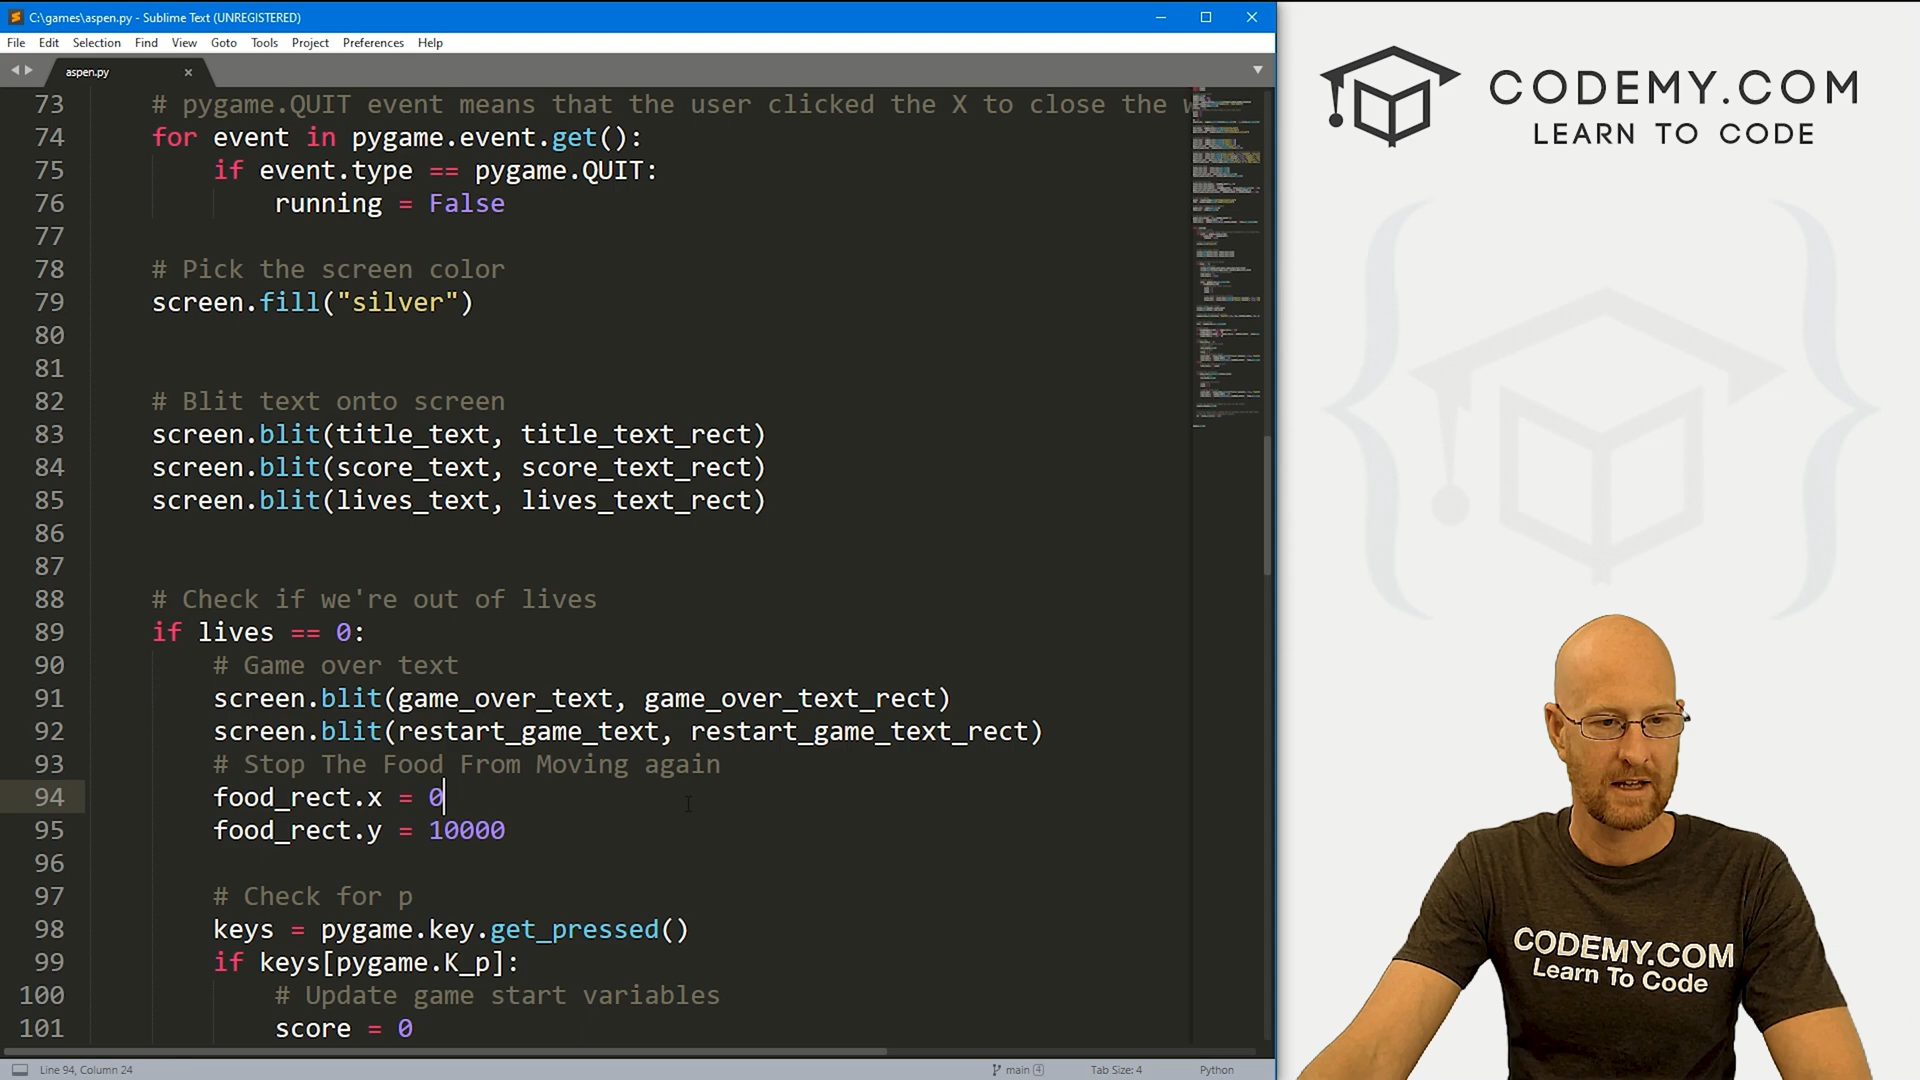 C:\games\aspen.py - Sublime Text (UNREGISTERED)
File Edit Selection Find View Goto Tools Project Preferences Help
aspen.py
73 # pygame.QUIT event means that the user clicked the X to close the
74 for event in pygame.event.get():
75 if event.type == pygame.QUIT:
76 running = False
77
78 # Pick the screen color
79 screen.fill("silver")
80
81
82 # Blit text onto screen
83 screen.blit(title_text, title_text_rect)
84 screen.blit(score_text, score_text_rect)
85 screen.blit(lives_text, lives_text_rect)
86
87
88 # Check if we're out of lives
89 if lives == 0:
90 # Game over text
91 screen.blit(game_over_text, game_over_text_rect)
92 screen.blit(restart_game_text, restart_game_text_rect)
93 # Stop The Food From Moving again
94 food_rect.x = 0
95 food_rect.y = 10000
96
97 # Check for p
98 keys = pygame.key.get_pressed()
99 if keys[pygame.K_p]:
100 # Update game start variables
101 score = 0
Line 94, Column 24
main 4
Tab Size: 4
Python
CODEMY.COM
LEARN TO CODE
CODEMY.COM
Learn To Code